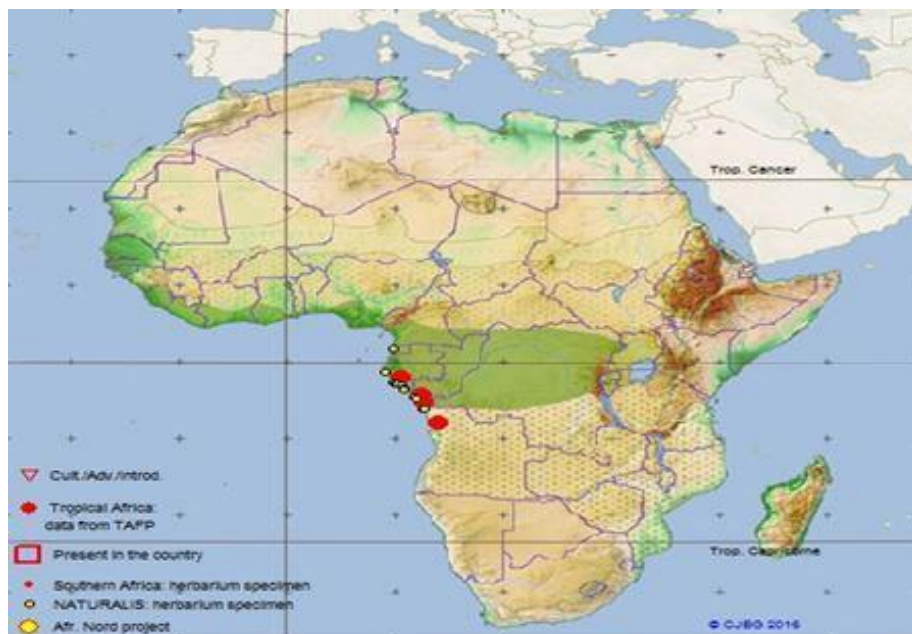 Trop. Cancer
Cult./Adv./Introd.
Tropical Africa:
data from TAFP
Present in the country
Southern Africa: herbarium specimen
NATURALIS: herbarium specimen
Afr. Nord project
Trop. Capricorne
© CJBG 2016